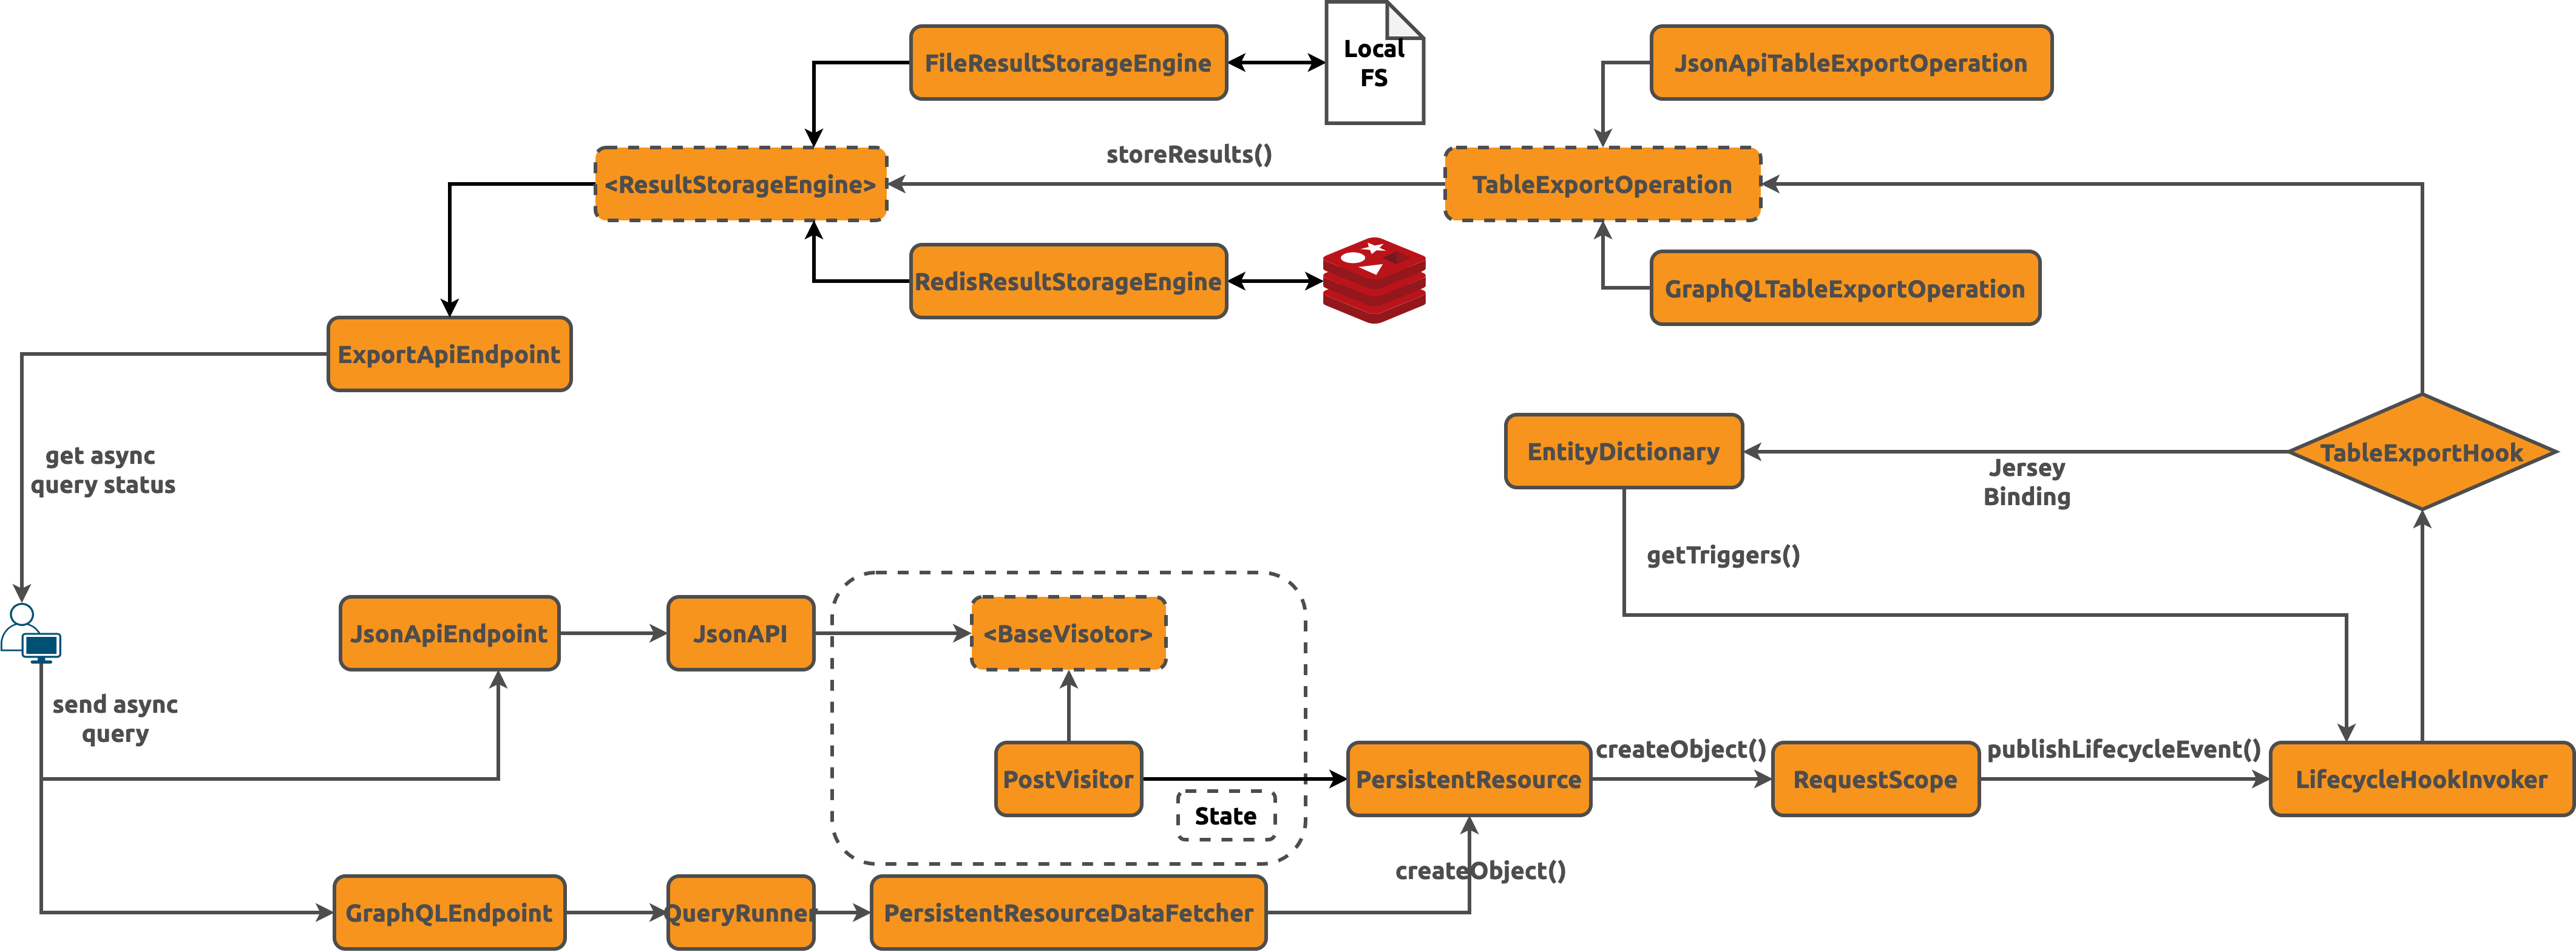 FileResultStorageEngine
Local
FS
JsonApiTableExportOperation
<ResultStorageEngine>
storeResults()
TableExportOperation
RedisResultStorageEngine
GraphQLTableExportOperation
ExportApiEndpoint
get async
query status
EntityDictionary
Jersey
Binding
TableExportHook
getTriggers()
JsonApiEndpoint
JsonAPI
<BaseVisotor>
send async
query
PostVisitor
State
PersistentResource
createObject()
RequestScope
publishLifecycleEvent()
LifecycleHookInvoker
createObject()
GraphQLEndpoint
QueryRunner
PersistentResourceDataFetcher